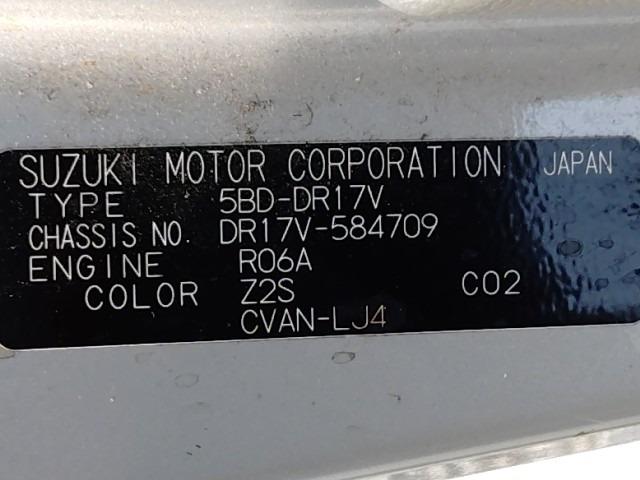 SUZUKI MOTOR CORPORATION JAPAN
TYPE 5BD-DR17V
CHASSIS NO. DR17V-584709
ENGINE R06A
COLOR Z2S C02
CVAN-LJ4